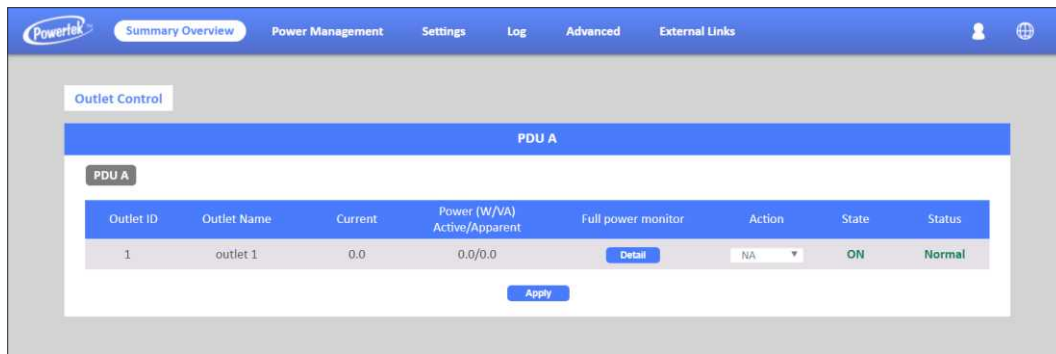 Powertek
Summary Overview Power Management Settings Log Advanced External Links
Outlet Control
PDU A
PDU A
Outlet ID Outlet Name Current Power (W/VA) Active/Apparent Full power monitor Action State Status
1 outlet 1 0.0 0.0/0.0 Detail NA ON Normal
Apply